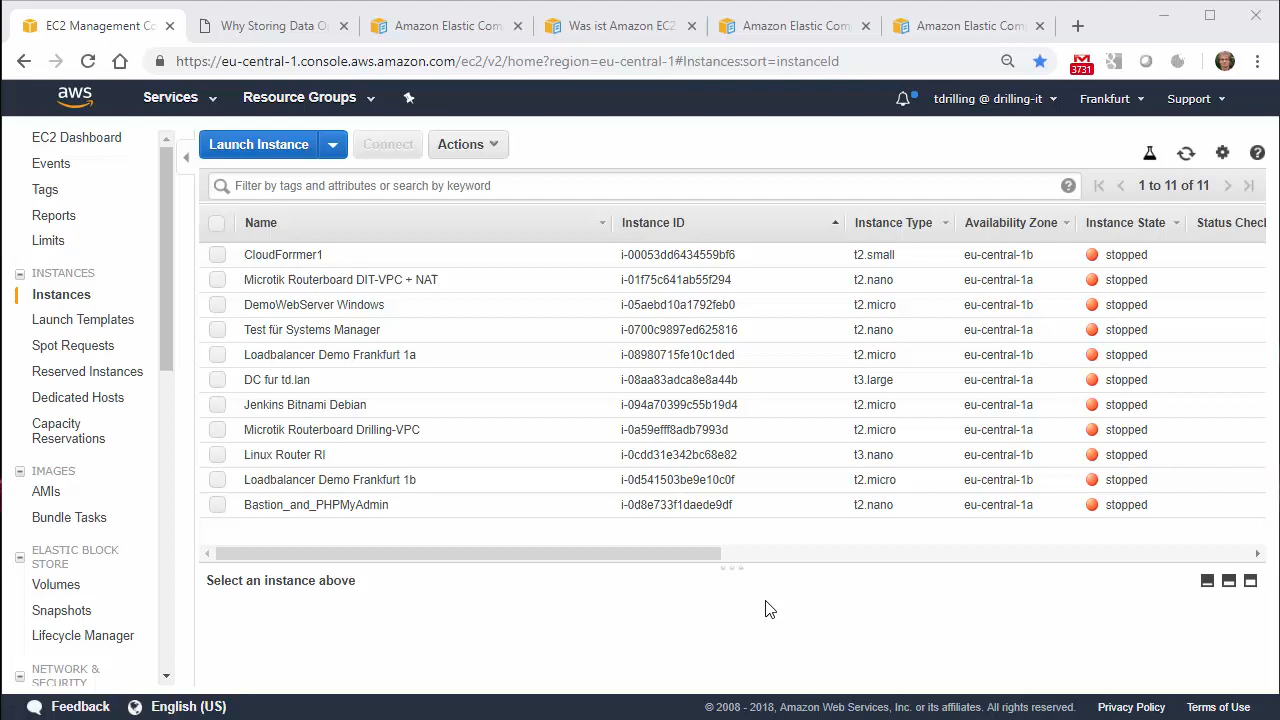 EC2 Management Co
Why Storing Data O
Amazon Elastic Com
Was ist Amazon EC2
Amazon Elastic Comp
Amazon Elastic Comp
https://eu-central-1.console.aws.amazon.com/ec2/v2/home?region=eu-central-1#Instances:sort=instanceId
3731
aws
Services
Resource Groups
tdrilling @ drilling-it
Frankfurt
Support
EC2 Dashboard
Events
Tags
Reports
Limits
INSTANCES
Instances
Launch Templates
Spot Requests
Reserved Instances
Dedicated Hosts
Capacity
Reservations
IMAGES
AMIs
Bundle Tasks
ELASTIC BLOCK
STORE
Volumes
Snapshots
Lifecycle Manager
NETWORK &
SECURITY
Launch Instance
Connect
Actions
Filter by tags and attributes or search by keyword
1 to 11 of 11
Name Instance ID Instance Type Availability Zone Instance State Status Check
CloudFormer1 i-00053dd6434559bf6 t2.small eu-central-1b stopped
Microtik Routerboard DIT-VPC + NAT i-01f75c641ab55f294 t2.nano eu-central-1a stopped
DemoWebServer Windows i-05aebd10a1792feb0 t2.micro eu-central-1b stopped
Test für Systems Manager i-0700c9897ed625816 t2.nano eu-central-1a stopped
Loadbalancer Demo Frankfurt 1a i-08980715fe10c1ded t2.micro eu-central-1b stopped
DC fur td.lan i-08aa83adca8e8a44b t3.large eu-central-1a stopped
Jenkins Bitnami Debian i-094a70399c55b19d4 t2.micro eu-central-1a stopped
Microtik Routerboard Drilling-VPC i-0a59efff8adb7993d t2.micro eu-central-1a stopped
Linux Router RI i-0cdd31e342bc68e82 t3.nano eu-central-1b stopped
Loadbalancer Demo Frankfurt 1b i-0d541503be9e10c0f t2.micro eu-central-1b stopped
Bastion_and_PHPMyAdmin i-0d8e733f1daede9df t2.nano eu-central-1a stopped
Select an instance above
Feedback
English (US)
© 2008 - 2018, Amazon Web Services, Inc. or its affiliates. All rights reserved.
Privacy Policy
Terms of Use